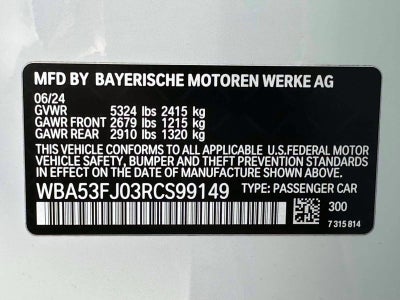 MFD BY BAYERISCHE MOTOREN WERKE AG
06/24
GVWR 5324 lbs 2415 kg
GAWR FRONT 2679 lbs 1215 kg
GAWR REAR 2910 lbs 1320 kg
THIS VEHICLE CONFORMS TO ALL APPLICABLE
U.S.FEDERAL MOTOR VEHICLE SAFETY, BUMPER, AND
THEFT PREVENTION STANDARDS IN EFFECT
ON THE DATE OF MANUFACTURE SHOWN ABOVE.
WBA53FJ03RCS99149 TYPE: PASSENGER CAR
300
7 315 814